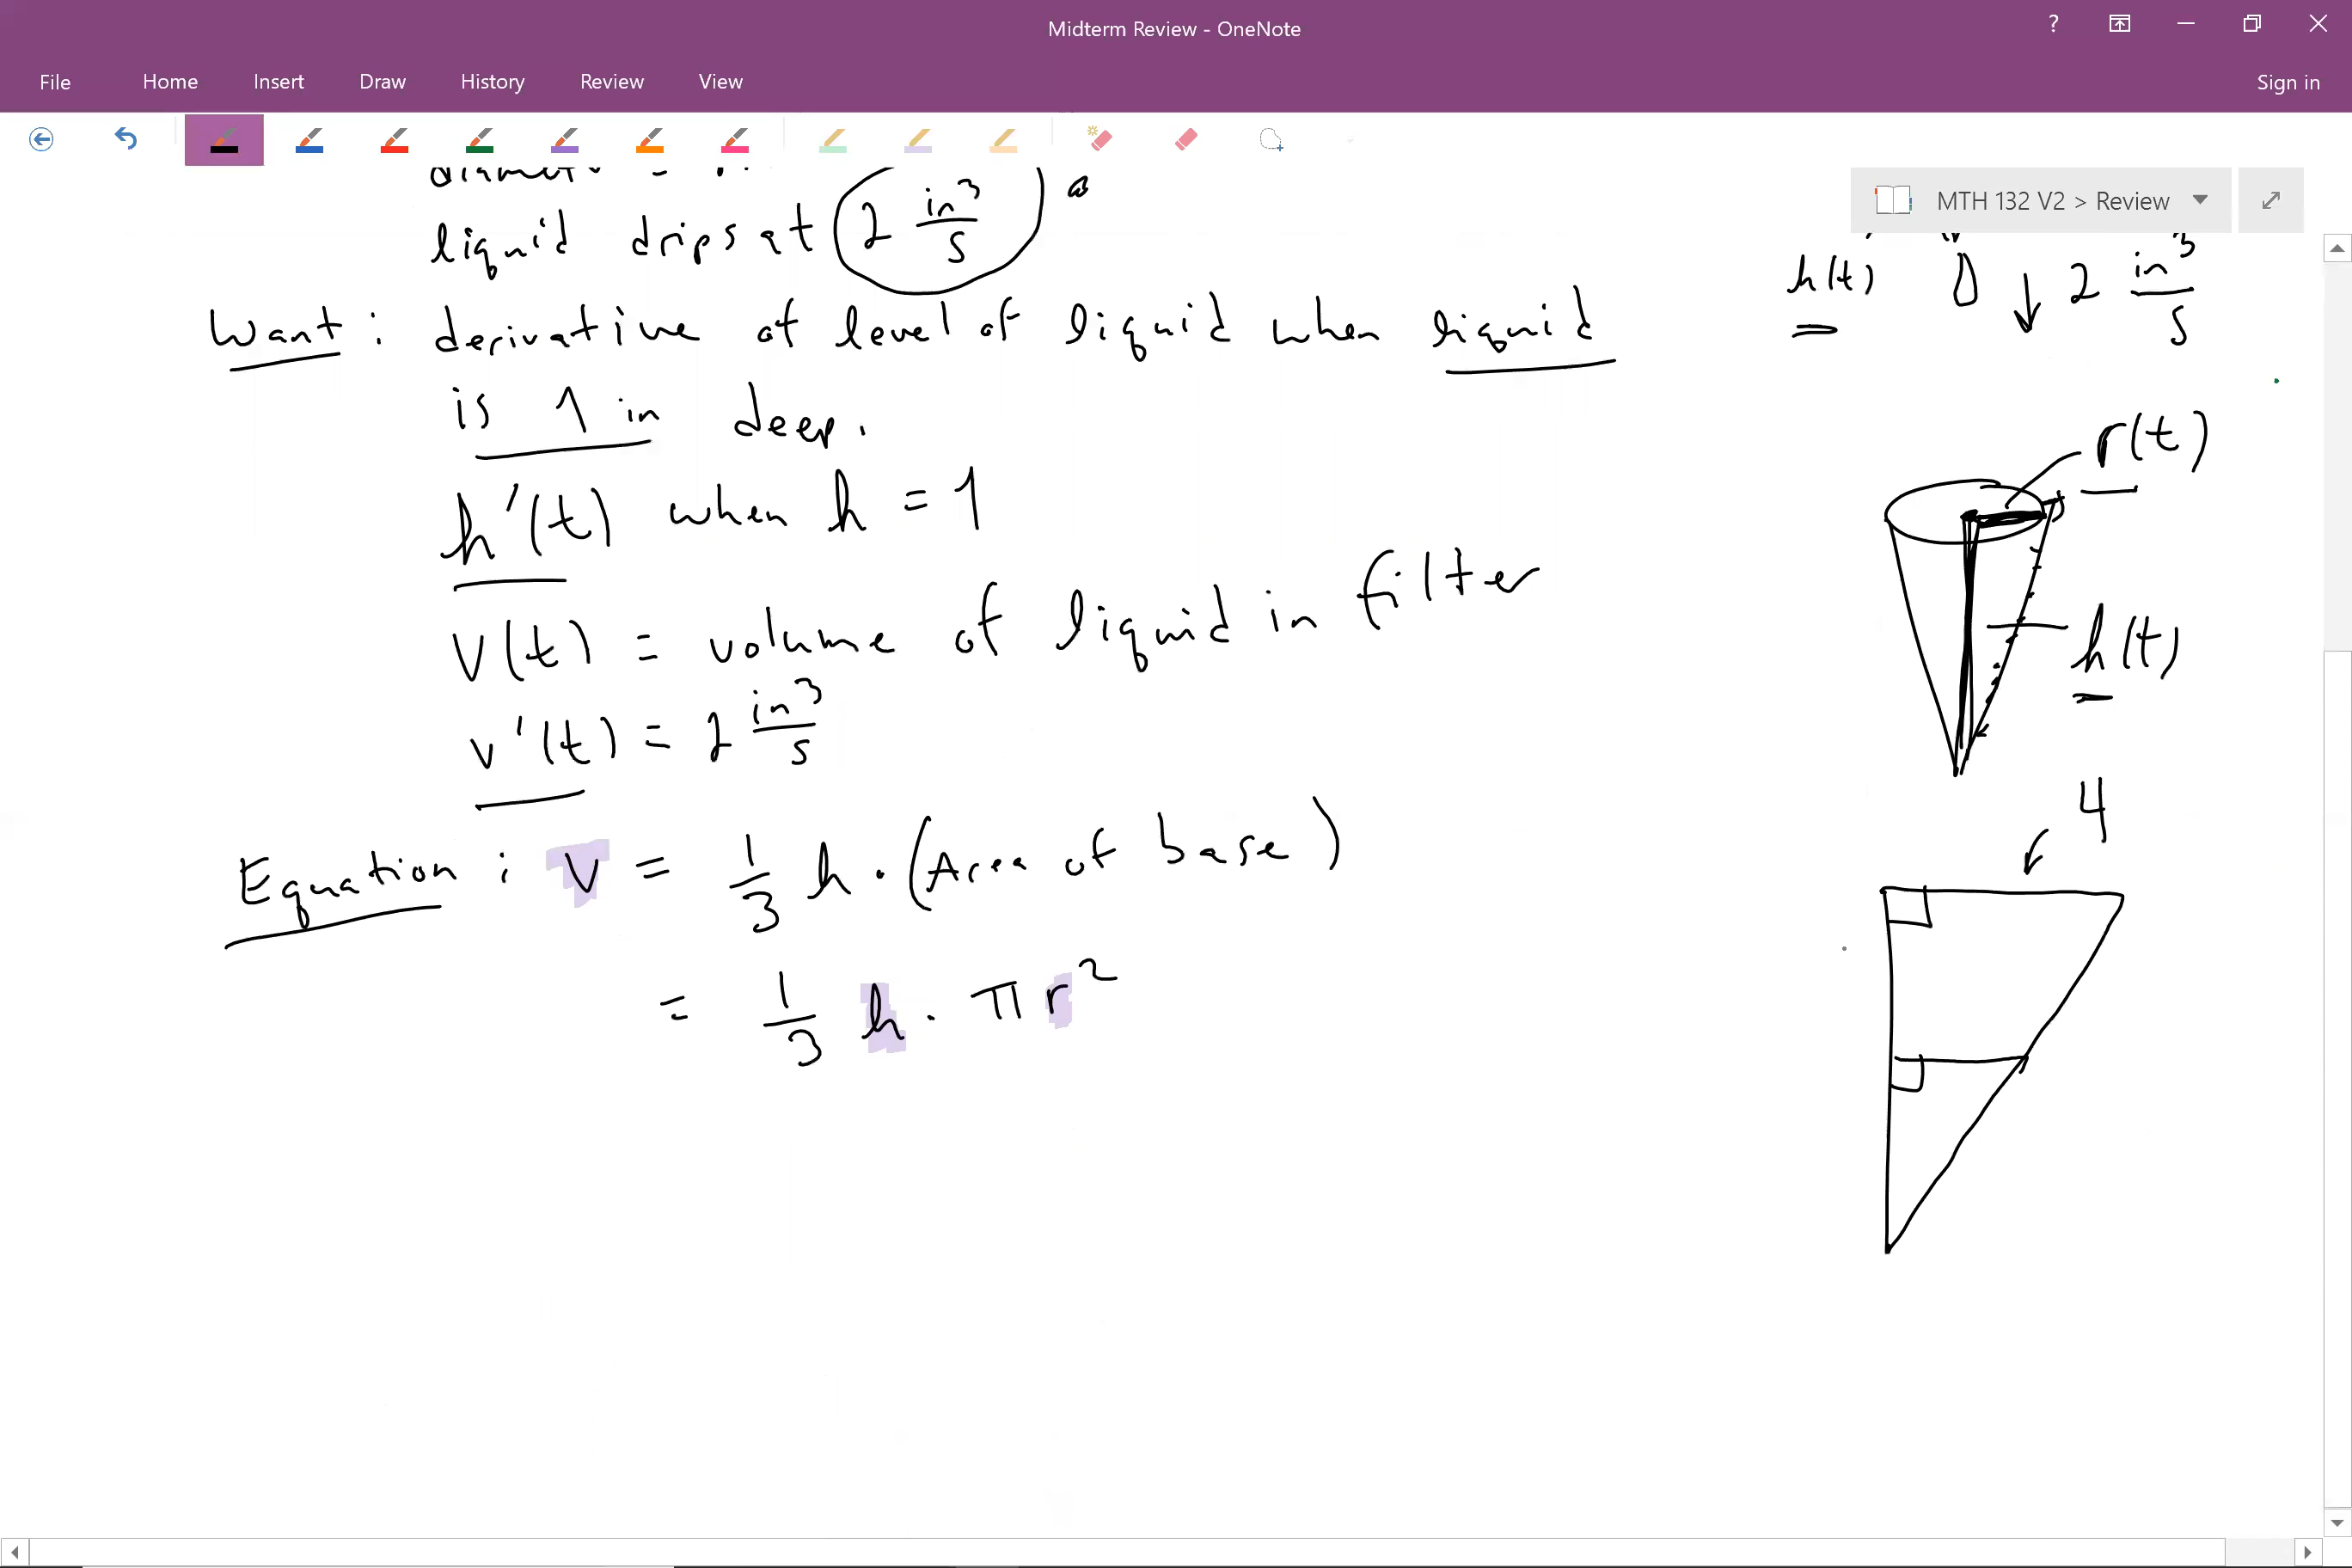 Midterm Review - OneNote
?
File Home Insert Draw History Review View
Sign in
MTH 132 V2 > Review
liquid drips at 2 in³/s
h(t) ↓ 2 in³/s
Want: derivative of level of liquid when liquid
is 1 in deep.
r(t)
h'(t) when h = 1
V(t) = volume of liquid in filter
h(t)
v'(t) = 2 in³/s
4
Equation: V = 1/3 h · (Area of base)
= 1/3 h · π r²